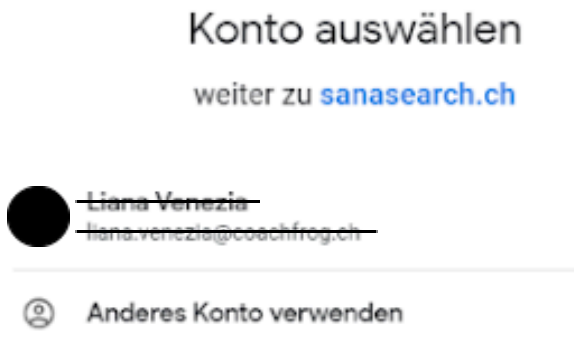 Konto auswählen
weiter zu sanasearch.ch
Liana Venezia
liana.venezia@coachfrog.ch
Anderes Konto verwenden